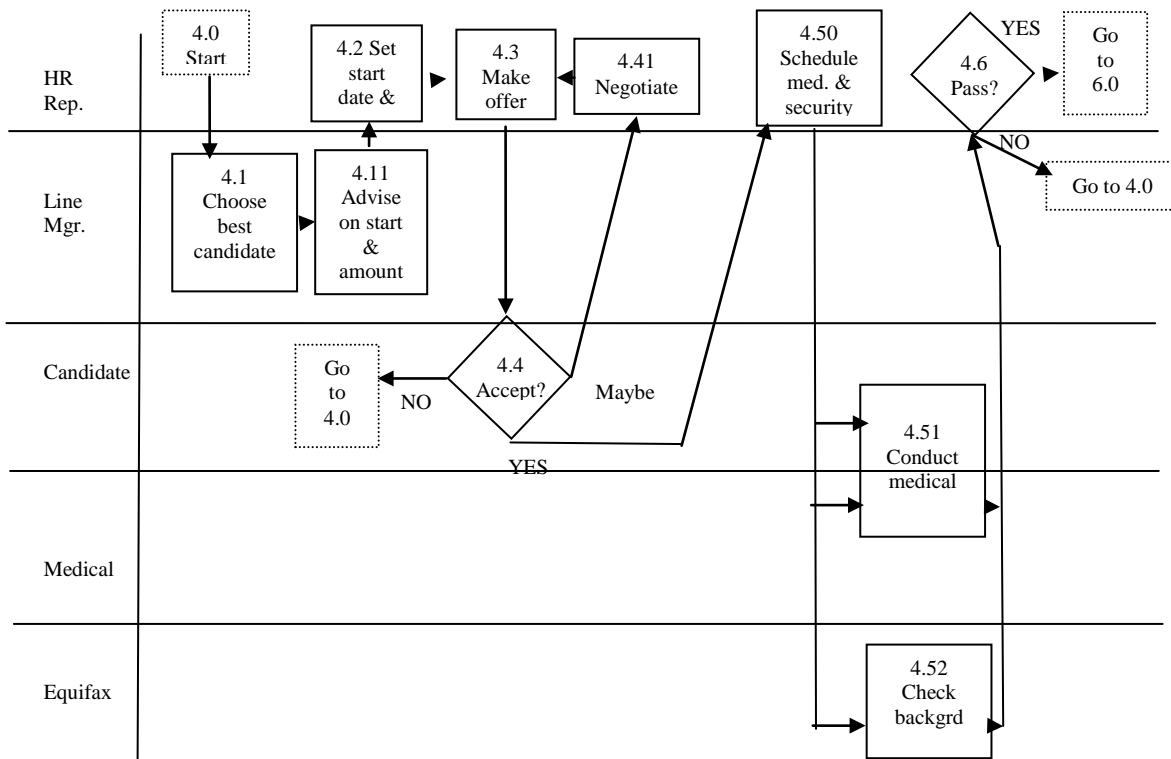 4.0
Start
4.2 Set
start
date &
4.3
Make
offer
4.41
Negotiate
4.50
Schedule
med. &
security
4.6
Pass?
YES
Go
to
6.0
HR
Rep.
NO
Go to 4.0
Line
Mgr.
4.1
Choose
best
candidate
4.11
Advise
on start
&
amount
Candidate
Go
to
4.0
NO
4.4
Accept?
Maybe
YES
4.51
Conduct
medical
Medical
Equifax
4.52
Check
backgrd